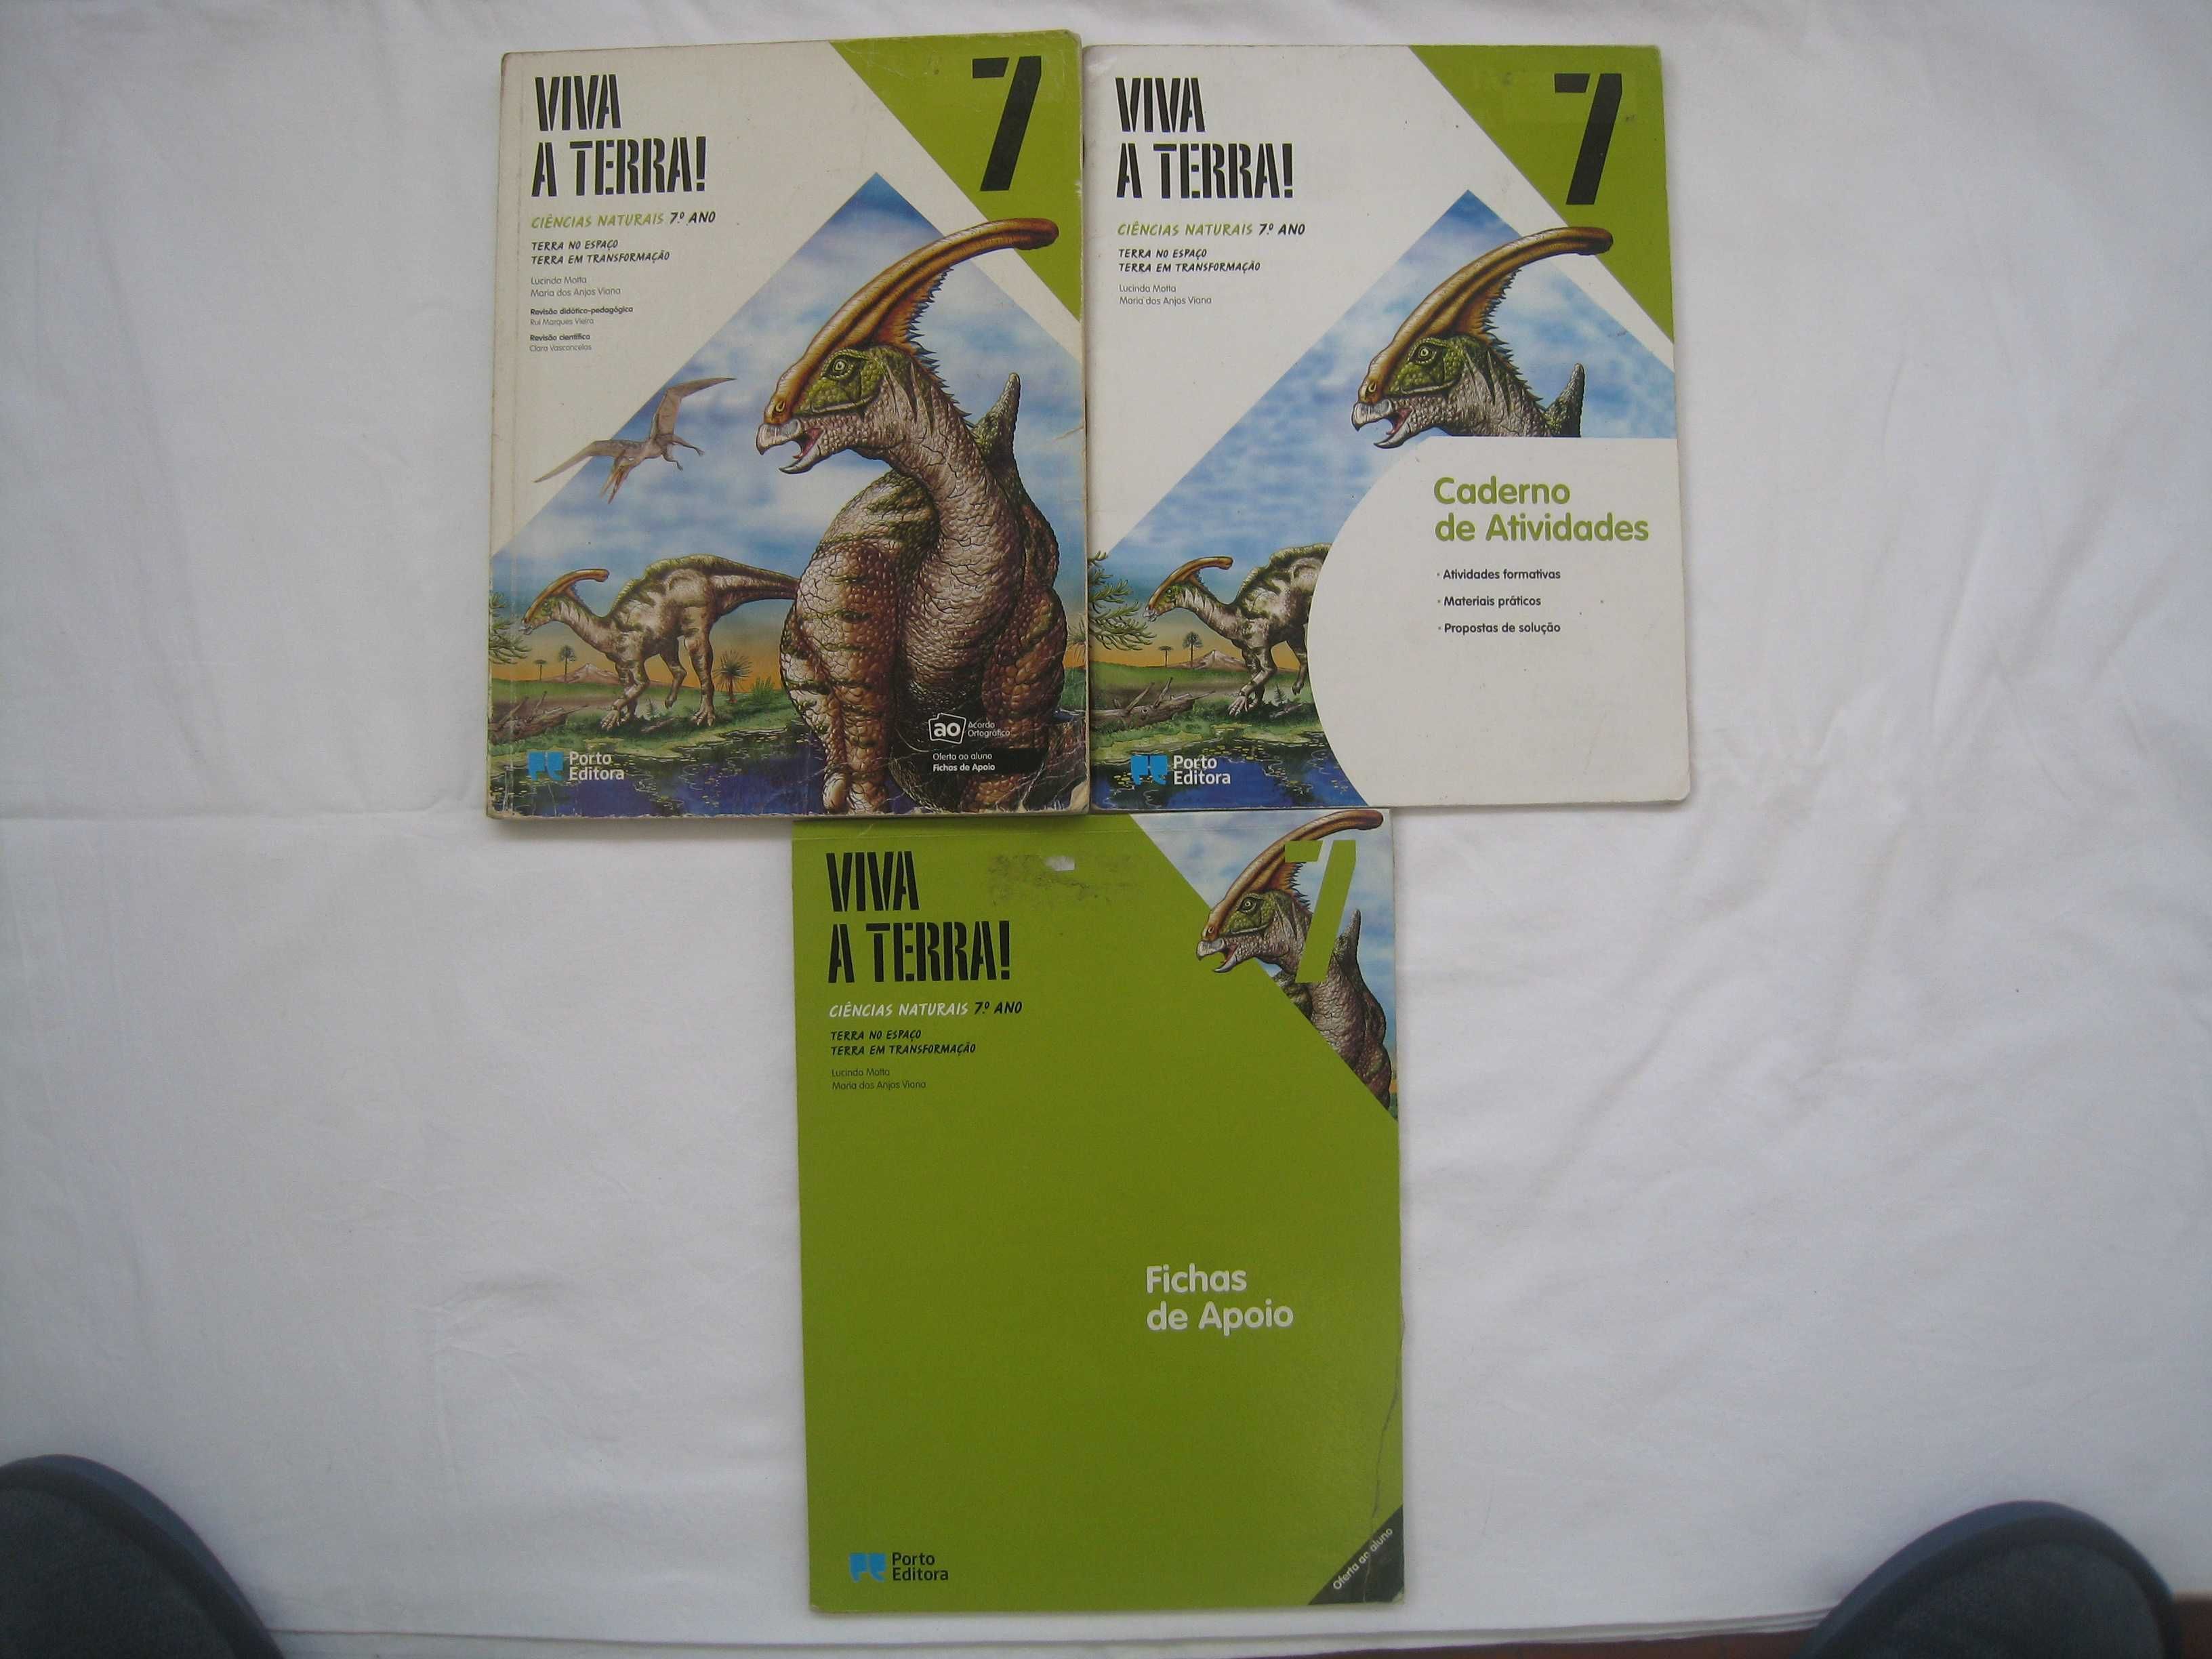 VIVA
A TERRA!
7
CIÊNCIAS NATURAIS 7.º ANO
TERRA NO ESPAÇO
TERRA EM TRANSFORMAÇÃO
Lucinda Motta
Maria dos Anjos Viana
Revisão didático-pedagógica
Rui Marques Vieira
Revisão científica
Clara Vasconcelos
ao Acordo
Ortográfico
Oferta ao aluno
Fichas de Apoio
Porto
Editora
VIVA
A TERRA!
7
CIÊNCIAS NATURAIS 7.º ANO
TERRA NO ESPAÇO
TERRA EM TRANSFORMAÇÃO
Lucinda Motta
Maria dos Anjos Viana
Caderno
de Atividades
• Atividades formativas
• Materiais práticos
• Propostas de solução
Porto
Editora
VIVA
A TERRA!
7
CIÊNCIAS NATURAIS 7.º ANO
TERRA NO ESPAÇO
TERRA EM TRANSFORMAÇÃO
Lucinda Motta
Maria dos Anjos Viana
Fichas
de Apoio
Porto
Editora
Oferta ao aluno